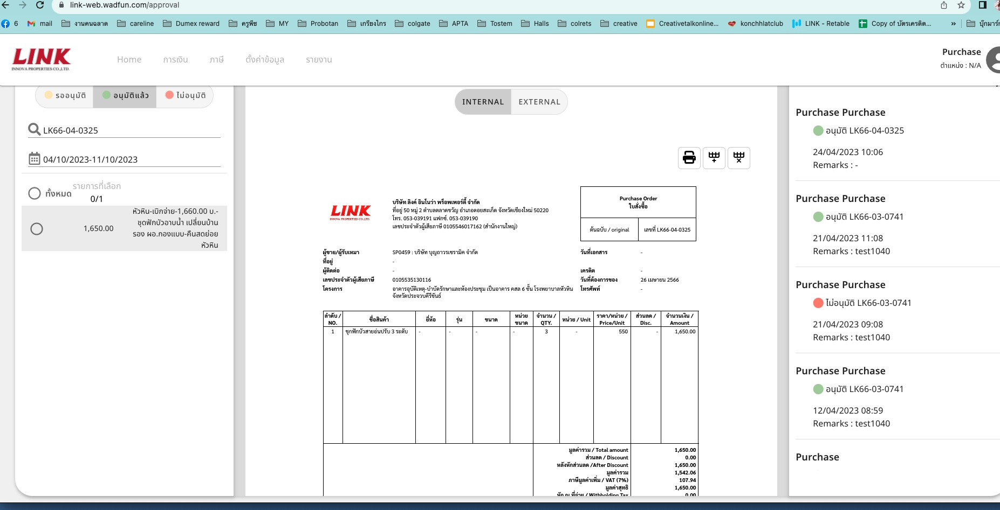 link-web.wadfun.com/approval
6 mail งานคนฉลาด careline Dumex reward ครูพืช MY Probotan เกรียงไกร colgate APTA Tostem Halls colrets creative Creativetalkonline... konchhlatclub LINK - Retable Copy of บัตรเครดิต... »
LINK
INNOVA PROPERTIES CO.,LTD.
Home การเงิน ภาษี ตั้งค่าข้อมูล รายงาน
Purchase
ตำแหน่ง : N/A
รออนุมัติ อนุมัติแล้ว ไม่อนุมัติ
LK66-04-0325
04/10/2023-11/10/2023
ทั้งหมด
รายการที่เลือก
0/1
1,650.00
หัวหิน-เบิกจ่าย-1,660.00 บ.-
ชุดฟักบัวอาบน้ำ เปลี่ยนบ้าน
รอง ผอ.กองแบบ-คืนสดย่อย
หัวหิน
INTERNAL EXTERNAL
LINK
INNOVA PROPERTIES CO.,LTD.
บริษัท ลิงค์ อินโนว่า พร็อพเพอร์ตี้ จำกัด
ที่อยู่ 50 หมู่ 2 ตำบลตลาดขวัญ อำเภอดอยสะเก็ด จังหวัดเชียงใหม่ 50220
โทร. 053-039191 แฟกซ์. 053-039190
เลขประจำตัวผู้เสียภาษี 0105546017162 (สำนักงานใหญ่)
Purchase Order
ใบสั่งซื้อ
ต้นฉบับ / original เลขที่ LK66-04-0325
ผู้ขาย/ผู้รับเหมา SP0459 : บริษัท บุญถาวรเซรามิค จำกัด วันที่เอกสาร -
ที่อยู่ -
ผู้ติดต่อ - เครดิต -
เลขประจำตัวผู้เสียภาษี 0105535130116 วันที่ต้องการของ 26 เมษายน 2566
โครงการ อาคารอุบัติเหตุ-บำบัดรักษาและห้องประชุม เป็นอาคาร คสล 6 ชั้น โรงพยาบาลหัวหิน โทรศัพท์ -
จังหวัดประจวบคีรีขันธ์
ลำดับ / NO. ชื่อสินค้า ยี่ห้อ รุ่น ขนาด หน่วย ขนาด จำนวน / QTY. หน่วย / Unit ราคา/หน่วย / Price/Unit ส่วนลด / Disc. จำนวนเงิน / Amount
1 ชุกฟักบัวสายอ่นปรับ 3 ระดับ - - - - 3 - 550 - 1,650.00
มูลค่ารวม / Total amount 1,650.00
ส่วนลด / Discount 0.00
หลังหักส่วนลด /After Discount 1,650.00
มูลค่ารวม 1,542.06
ภาษีมูลค่าเพิ่ม / VAT (7%) 107.94
มูลค่าสุทธิ 1,650.00
หัก ณ ที่จ่าย / Withholding Tax 0.00
Purchase Purchase
อนุมัติ LK66-04-0325
24/04/2023 10:06
Remarks : -
Purchase Purchase
อนุมัติ LK66-03-0741
21/04/2023 11:08
Remarks : test1040
Purchase Purchase
ไม่อนุมัติ LK66-03-0741
21/04/2023 09:08
Remarks : test1040
Purchase Purchase
อนุมัติ LK66-03-0741
12/04/2023 08:59
Remarks : test1040
Purchase